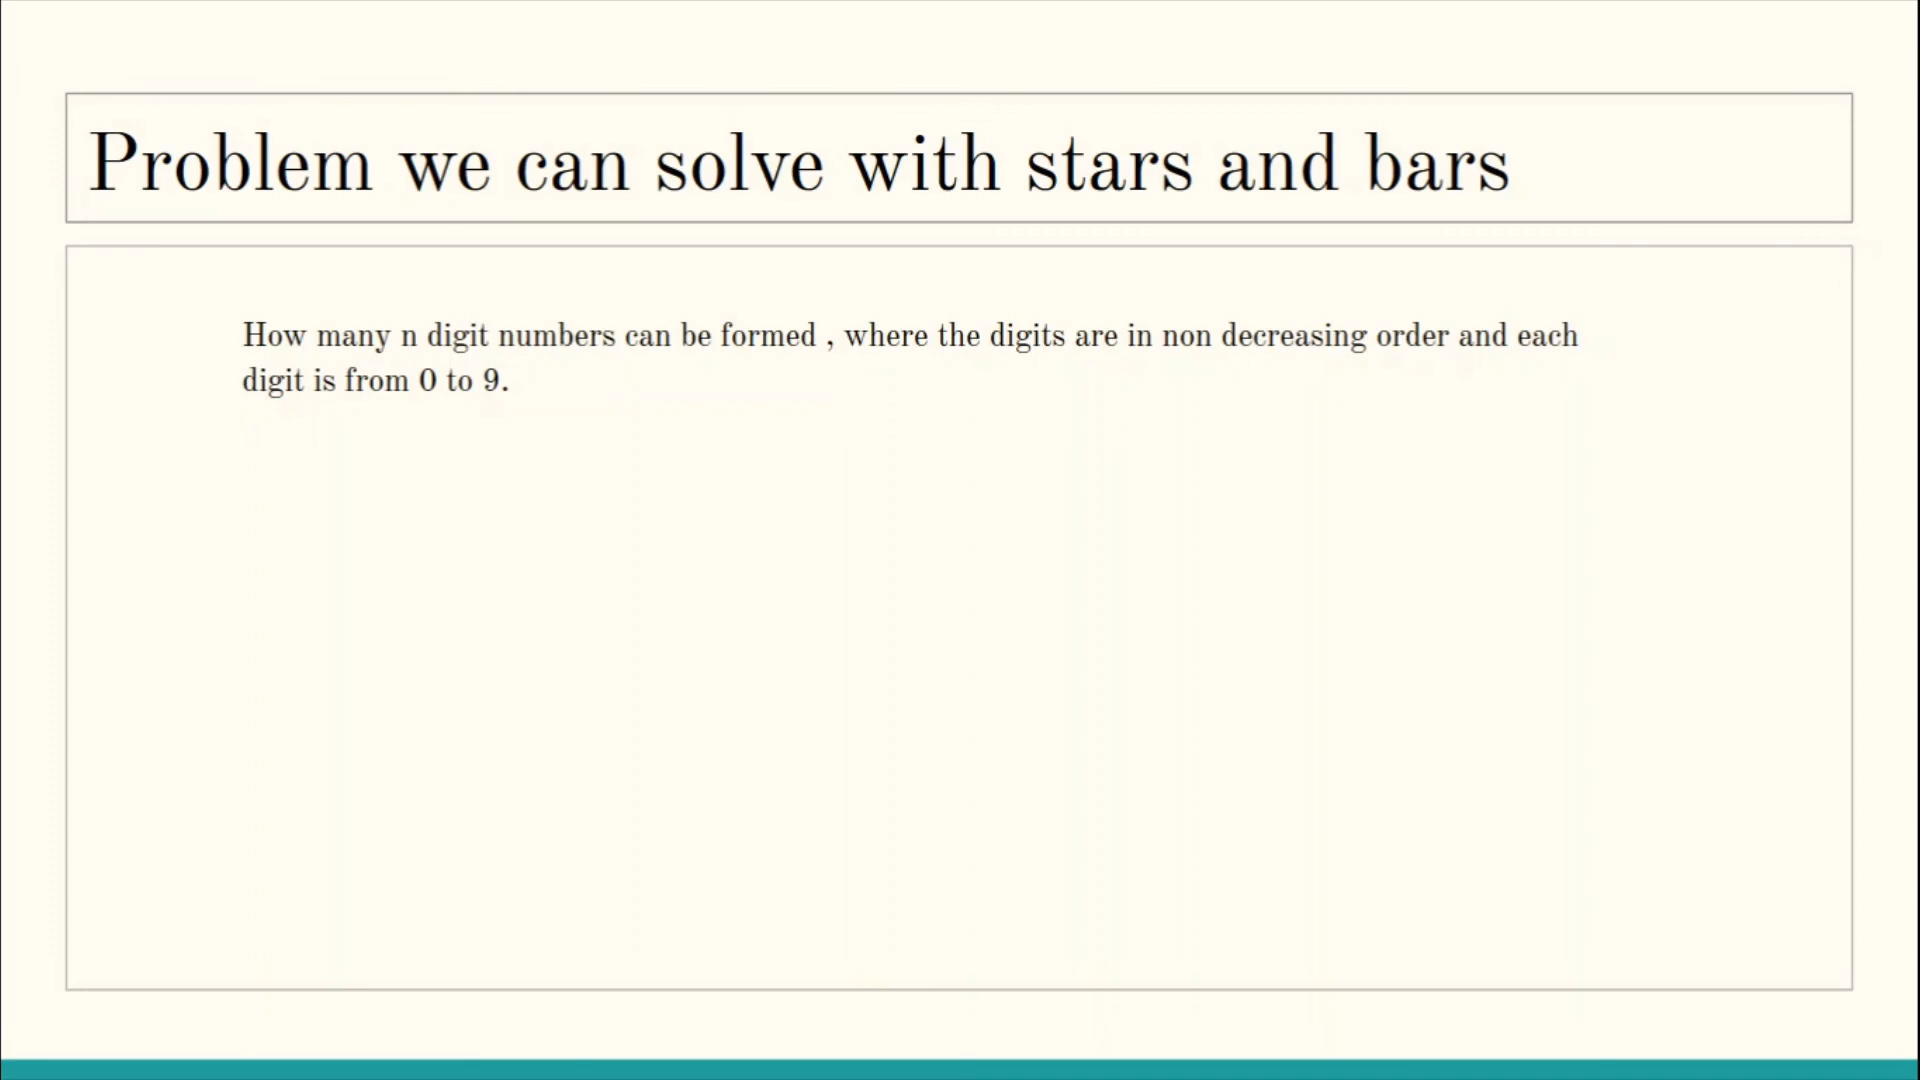 Problem we can solve with stars and bars
How many n digit numbers can be formed , where the digits are in non decreasing order and each
digit is from 0 to 9.